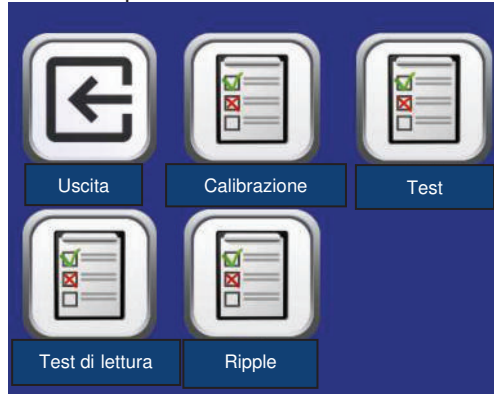 Uscita
Calibrazione
Test
Test di lettura
Ripple